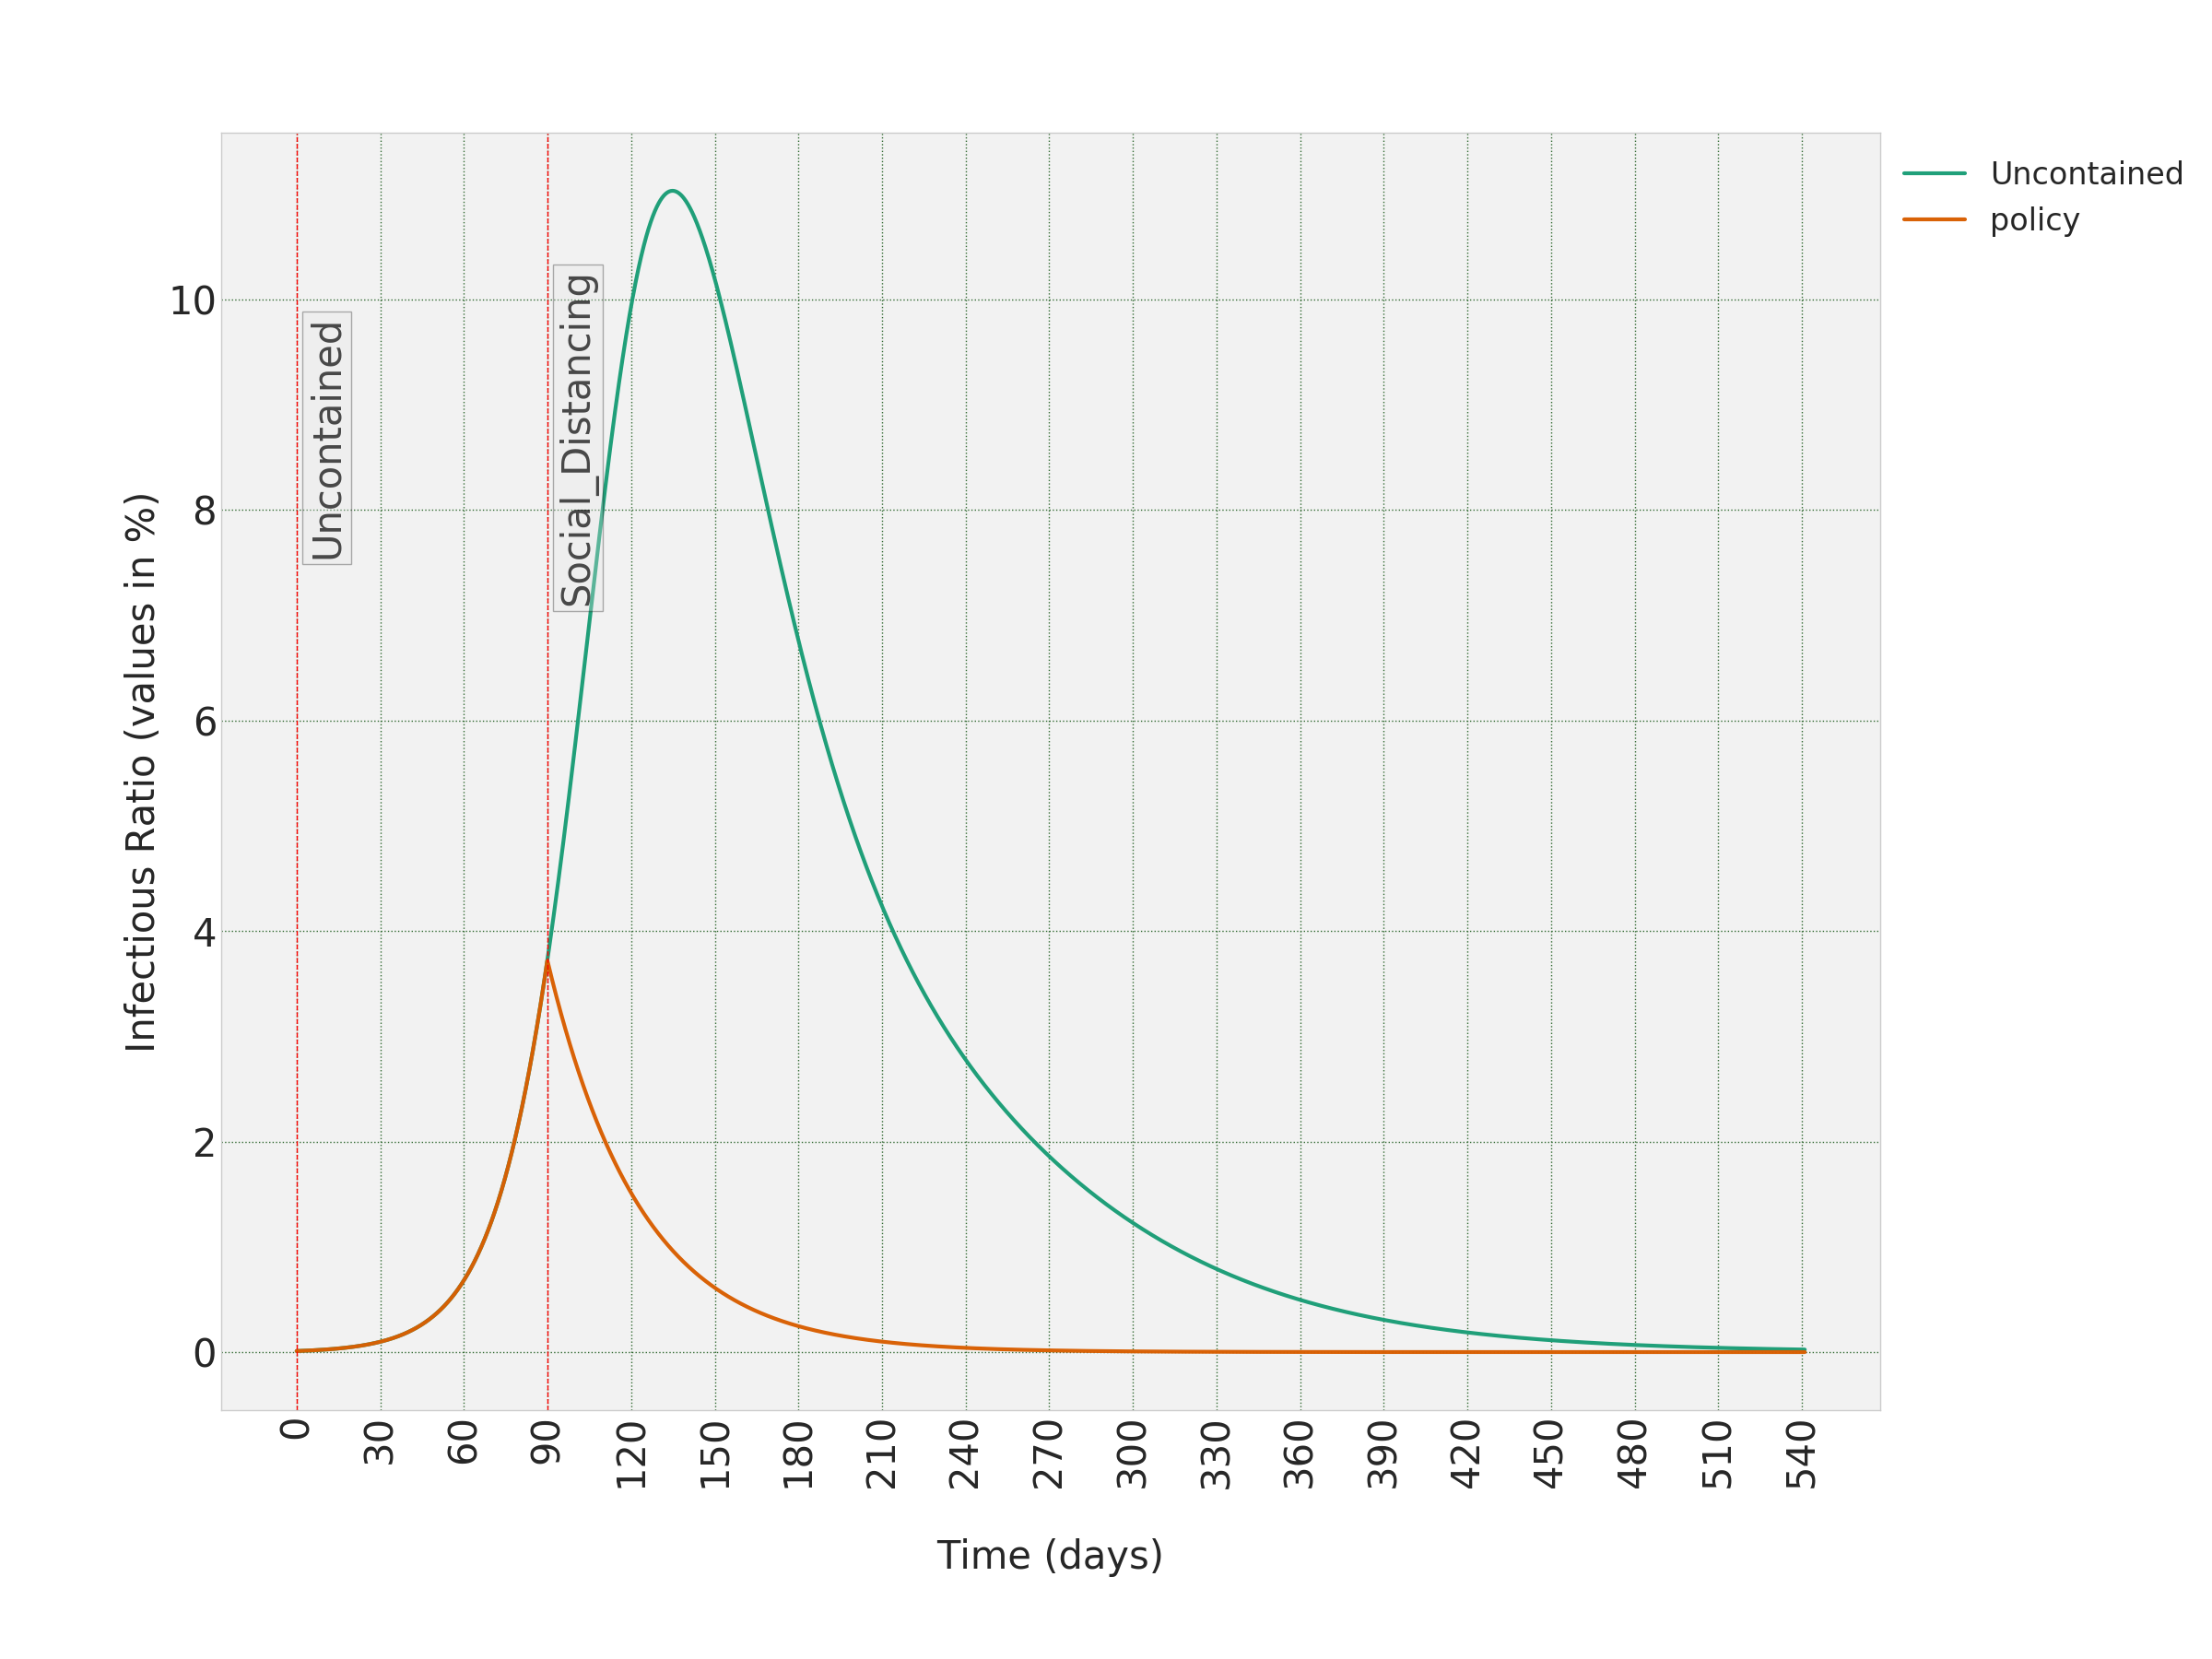 Uncontained
policy
Uncontained
Social_Distancing
Infectious Ratio (values in %)
10
8
6
4
2
0
0 30 60 90 120 150 180 210 240 270 300 330 360 390 420 450 480 510 540
Time (days)